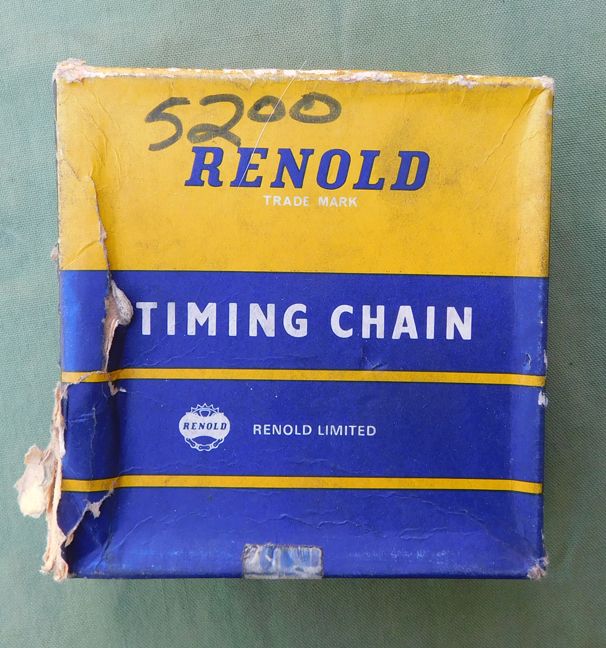 5200
RENOLD
TRADE MARK
TIMING CHAIN
RENOLD
RENOLD LIMITED